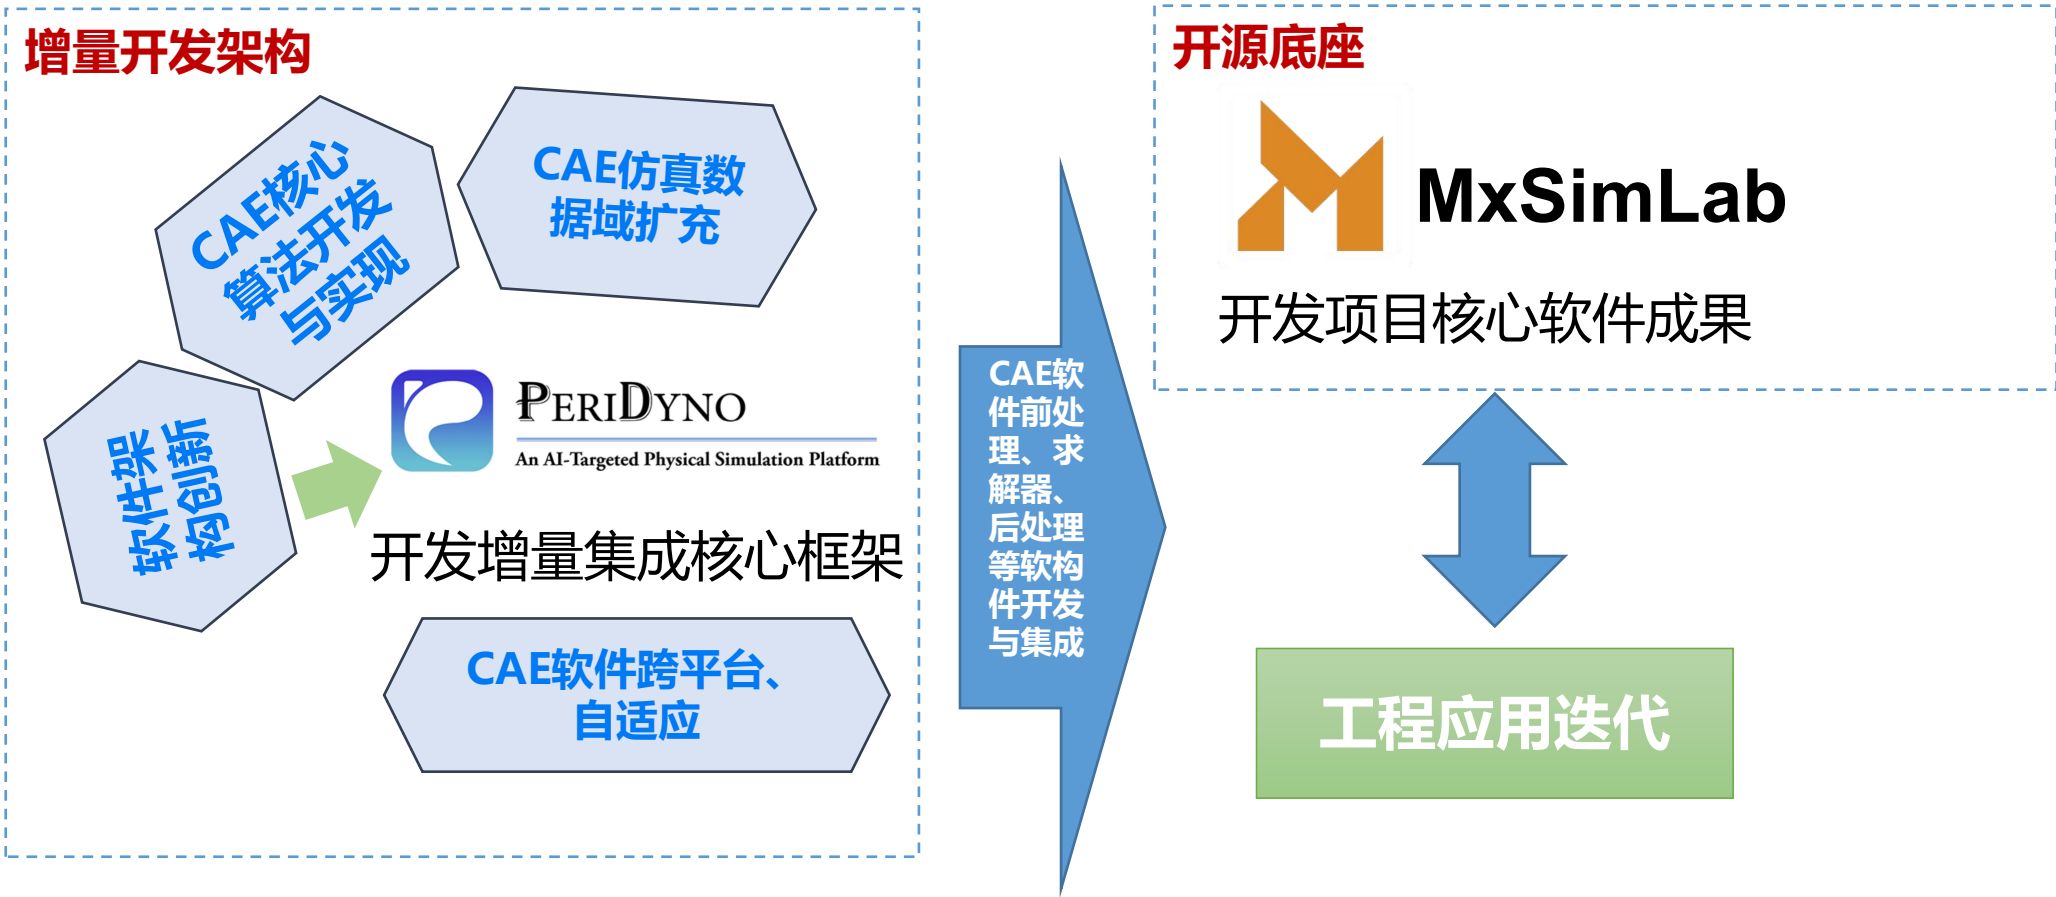 增量开发架构
CAE核心
算法开发
与实现
CAE仿真数
据域扩充
软件架
构创新
PERIDYNO
An AI-Targeted Physical Simulation Platform
开发增量集成核心框架
CAE软件跨平台、
自适应
CAE软
件前处
理、求
解器、
后处理
等软构
件开发
与集成
开源底座
MxSimLab
开发项目核心软件成果
工程应用迭代